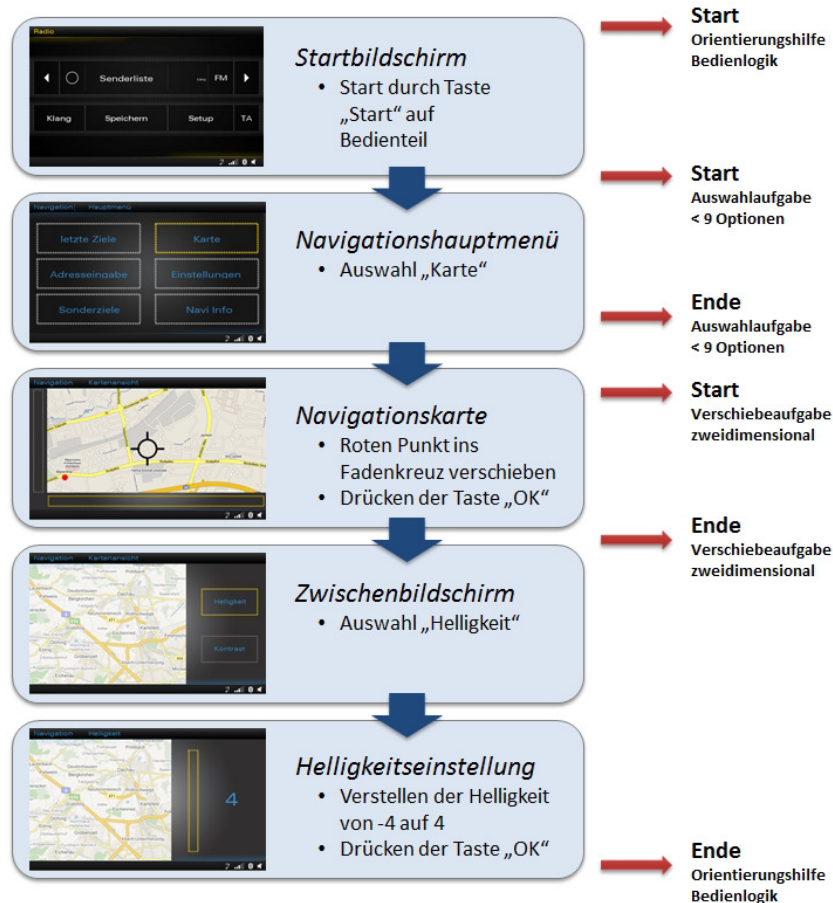 Radio
Senderliste
FM
Klang
Speichern
Setup
TA
Startbildschirm
• Start durch Taste
„Start“ auf
Bedienteil
Start
Orientierungshilfe
Bedienlogik
Navigation
Hauptmenü
letzte Ziele
Karte
Adresseingabe
Einstellungen
Sonderziele
Navi Info
Navigationshauptmenü
• Auswahl „Karte“
Start
Auswahlaufgabe
< 9 Optionen
Ende
Auswahlaufgabe
< 9 Optionen
Navigation
Kartenansicht
Navigationskarte
• Roten Punkt ins
Fadenkreuz verschieben
• Drücken der Taste „OK“
Start
Verschiebeaufgabe
zweidimensional
Ende
Verschiebeaufgabe
zweidimensional
Navigation
Kartenansicht
Dachau
Helligkeit
Kontrast
Zwischenbildschirm
• Auswahl „Helligkeit“
Navigation
Helligkeit
Dachau
4
Helligkeitseinstellung
• Verstellen der Helligkeit
von -4 auf 4
• Drücken der Taste „OK“
Ende
Orientierungshilfe
Bedienlogik